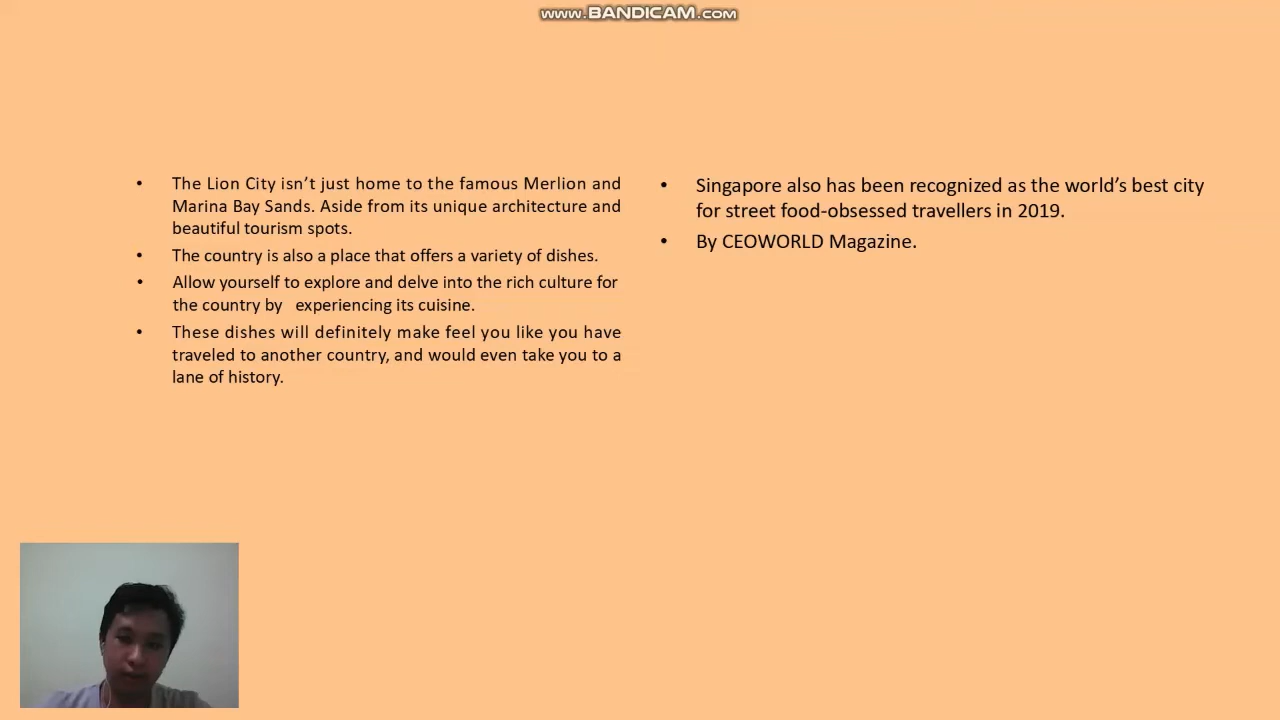 www.BANDICAM.com
• The Lion City isn’t just home to the famous Merlion and
Marina Bay Sands. Aside from its unique architecture and
beautiful tourism spots.
• The country is also a place that offers a variety of dishes.
• Allow yourself to explore and delve into the rich culture for
the country by   experiencing its cuisine.
• These dishes will definitely make feel you like you have
traveled to another country, and would even take you to a
lane of history.
• Singapore also has been recognized as the world’s best city
for street food-obsessed travellers in 2019.
• By CEOWORLD Magazine.